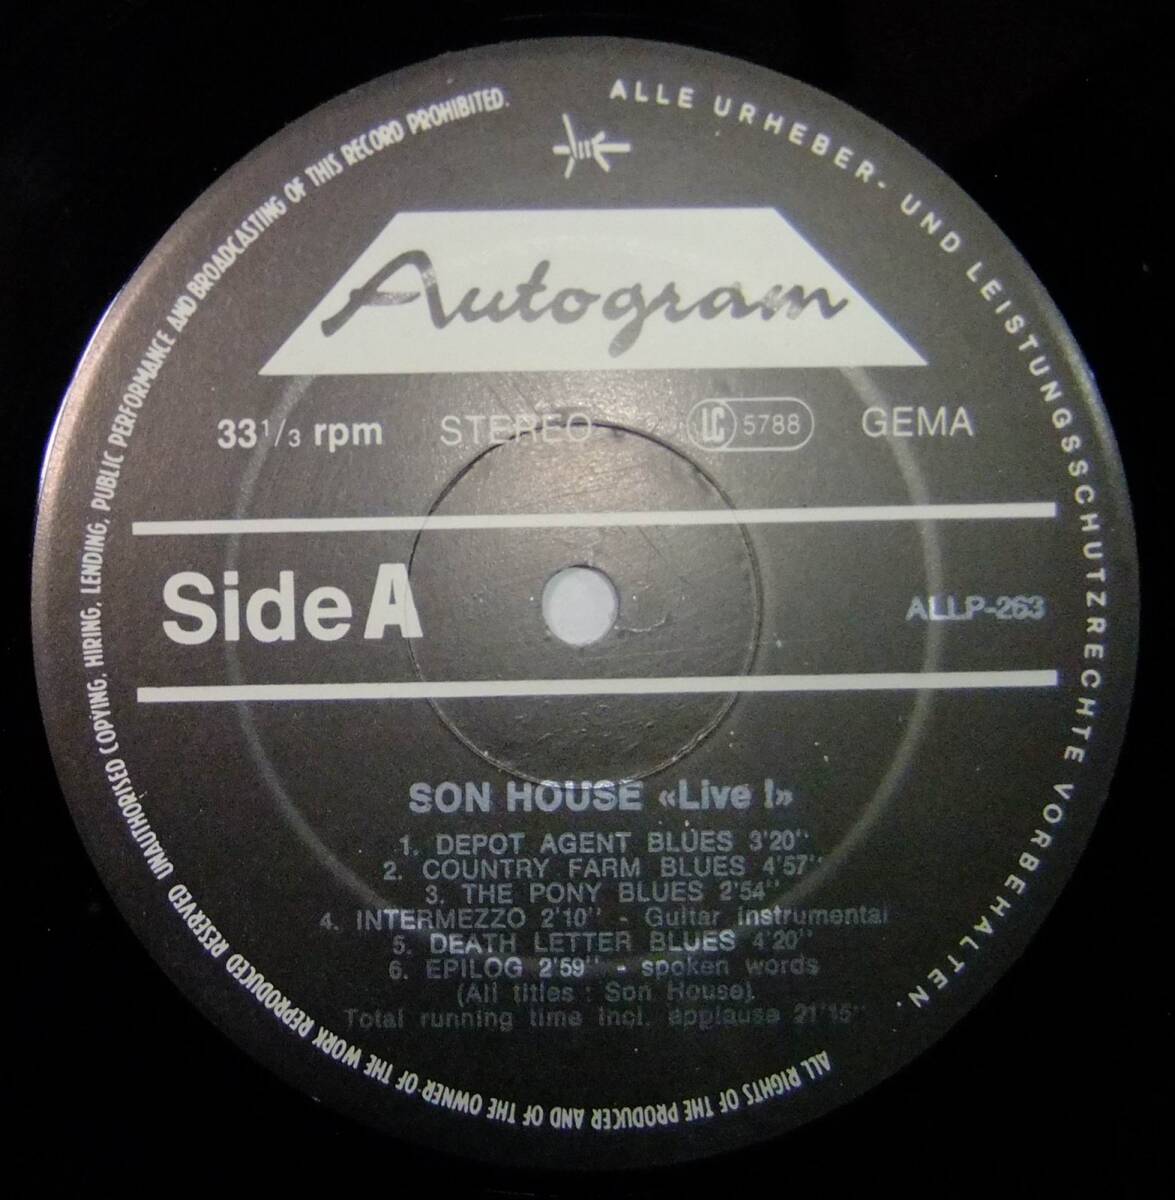 ALLE URHEBER- UND LEISTUNGSSCHUTZRECHTE VORBEHALTEN.
Autogram
33 1/3 rpm STEREO LC 5788 GEMA
Side A ALLP-263
SON HOUSE «Live !»
1. DEPOT AGENT BLUES 3'20''
2. COUNTRY FARM BLUES 4'57''
3. THE PONY BLUES 2'54''
4. INTERMEZZO 2'10'' - Guitar instrumental
5. DEATH LETTER BLUES 4'20''
6. EPILOG 2'59'' - spoken words
(All titles : Son House)
Total running time incl. applause 21'15''
ALL RIGHTS OF THE PRODUCER AND OF THE OWNER OF THE WORK REPRODUCED RESERVED UNAUTHORISED COPYING, HIRING, LENDING, PUBLIC PERFORMANCE AND BROADCASTING OF THIS RECORD PROHIBITED.